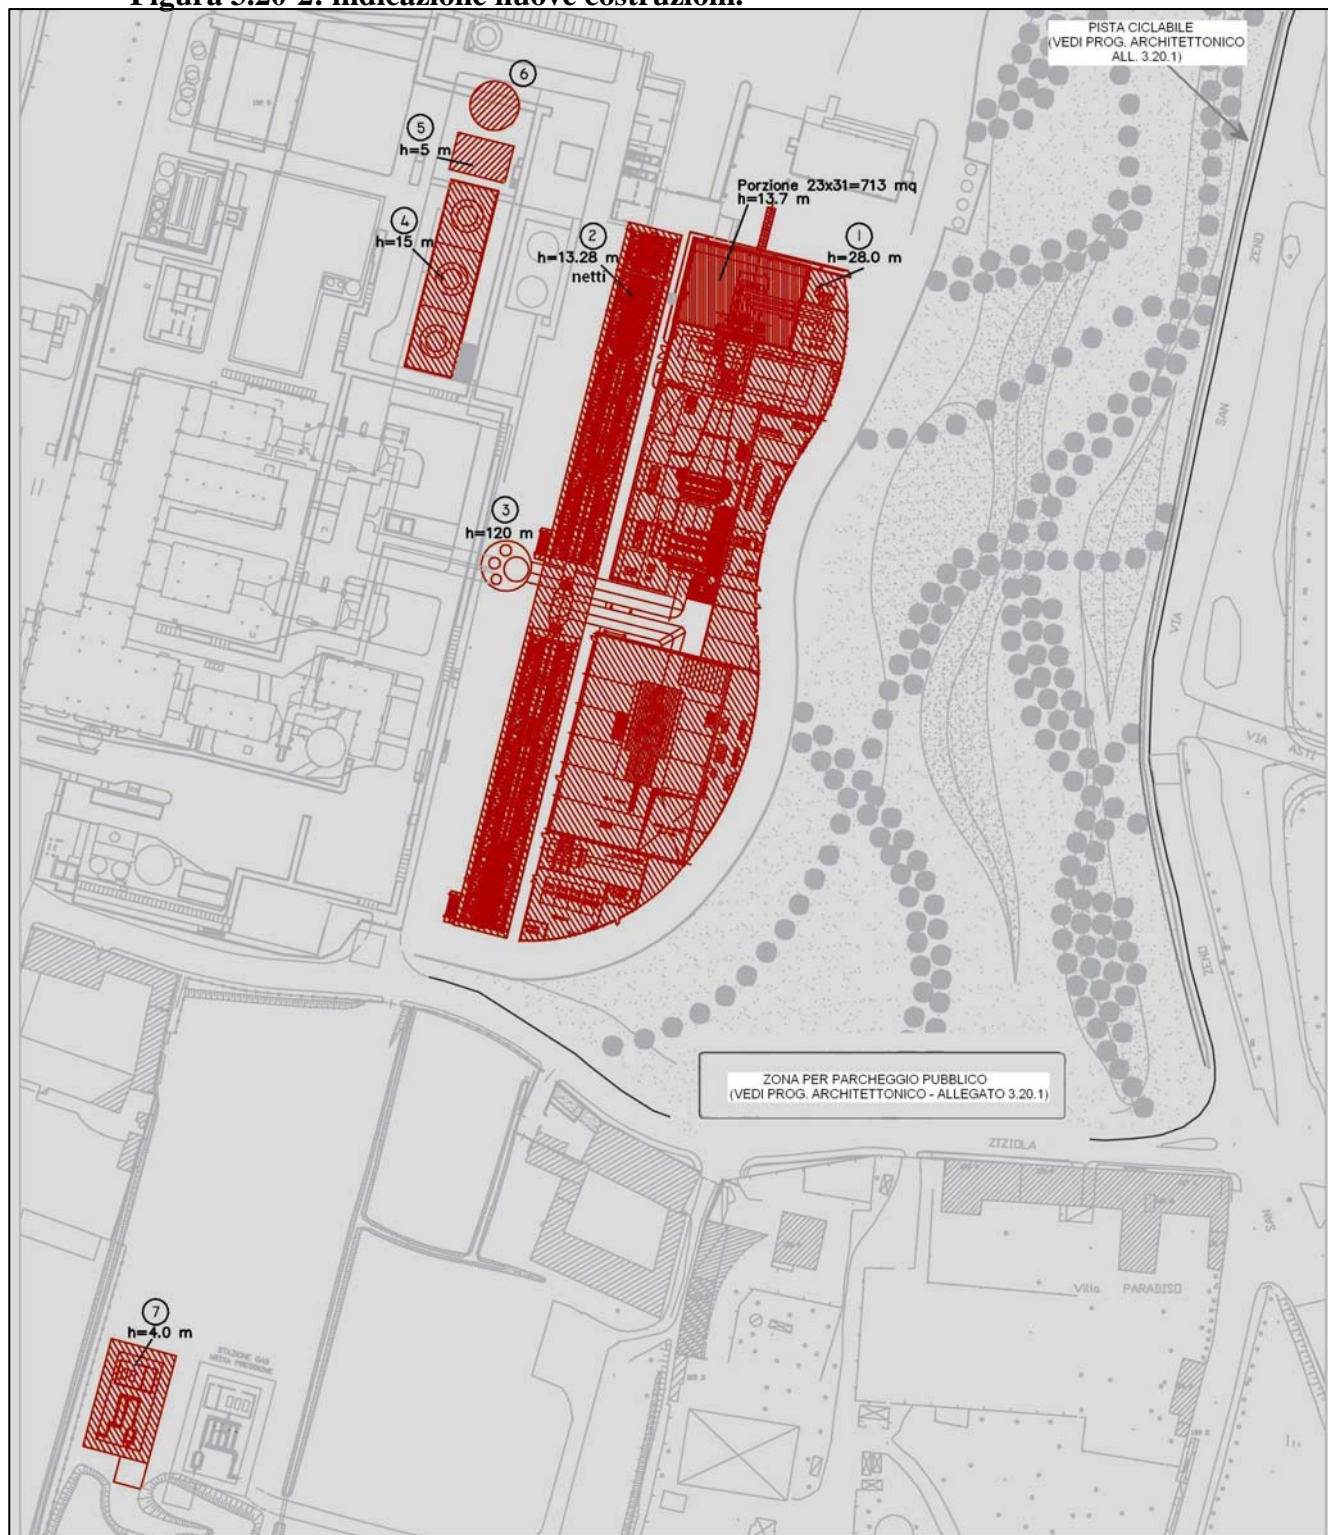 Figura 3.20-2: indicazione nuove costruzioni.
PISTA CICLABILE
(VEDI PROG. ARCHITETTONICO
ALL. 3.20.1)
6
5
h=5 m
4
h=15 m
2
h=13.28 m
netti
Porzione 23x31=713 mq
h=13.7 m
1
h=28.0 m
3
h=120 m
ZENO
SAN
VIA
VIA ASTI
ZENO
ZONA PER PARCHEGGIO PUBBLICO
(VEDI PROG. ARCHITETTONICO - ALLEGATO 3.20.1)
ZIZIOLA
SAN
Villa PARADISO
7
h=4.0 m
STAZIONE GAS
MEDIA PRESSIONE